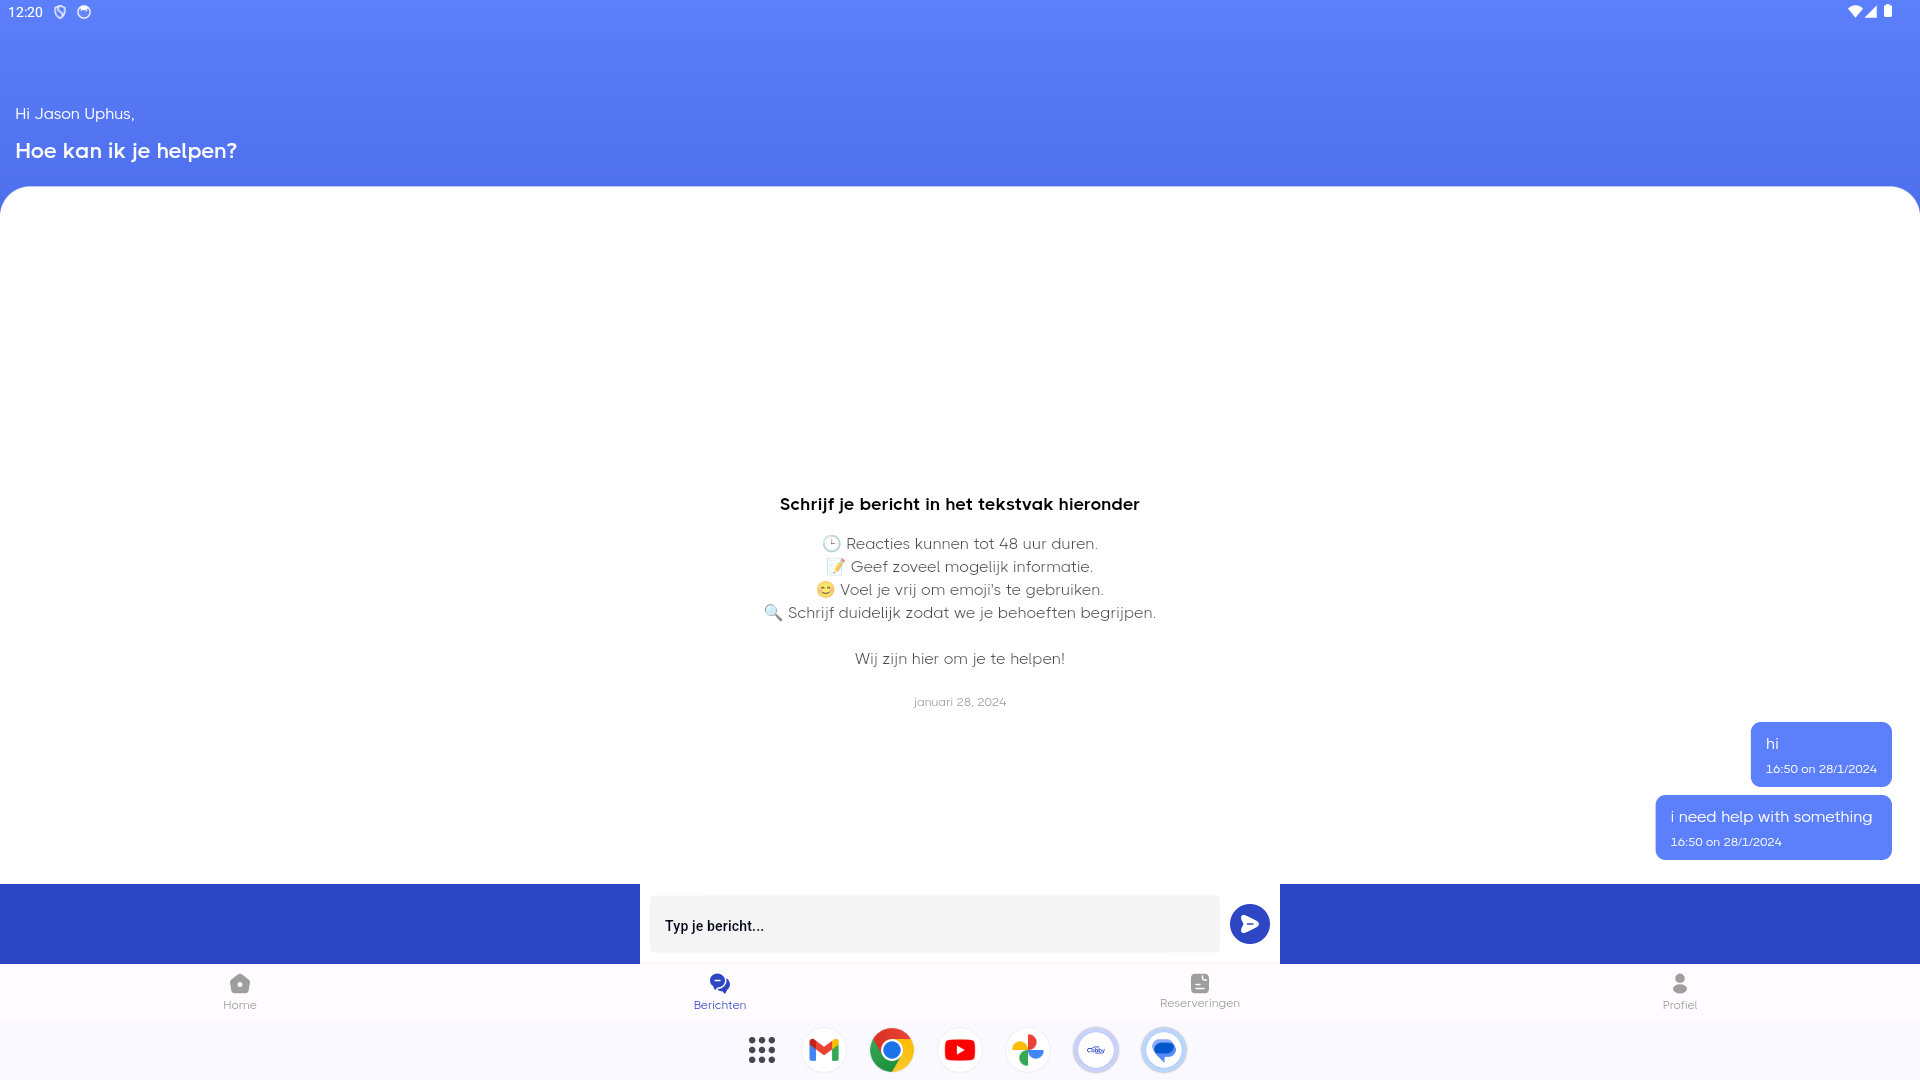 12:20
Hi Jason Uphus,
Hoe kan ik je helpen?
Schrijf je bericht in het tekstvak hieronder
🕒 Reacties kunnen tot 48 uur duren.
📝 Geef zoveel mogelijk informatie.
😊 Voel je vrij om emoji's te gebruiken.
🔍 Schrijf duidelijk zodat we je behoeften begrijpen.
Wij zijn hier om je te helpen!
januari 28, 2024
hi
16:50 on 28/1/2024
i need help with something
16:50 on 28/1/2024
Typ je bericht...
Home
Berichten
Reserveringen
Profiel